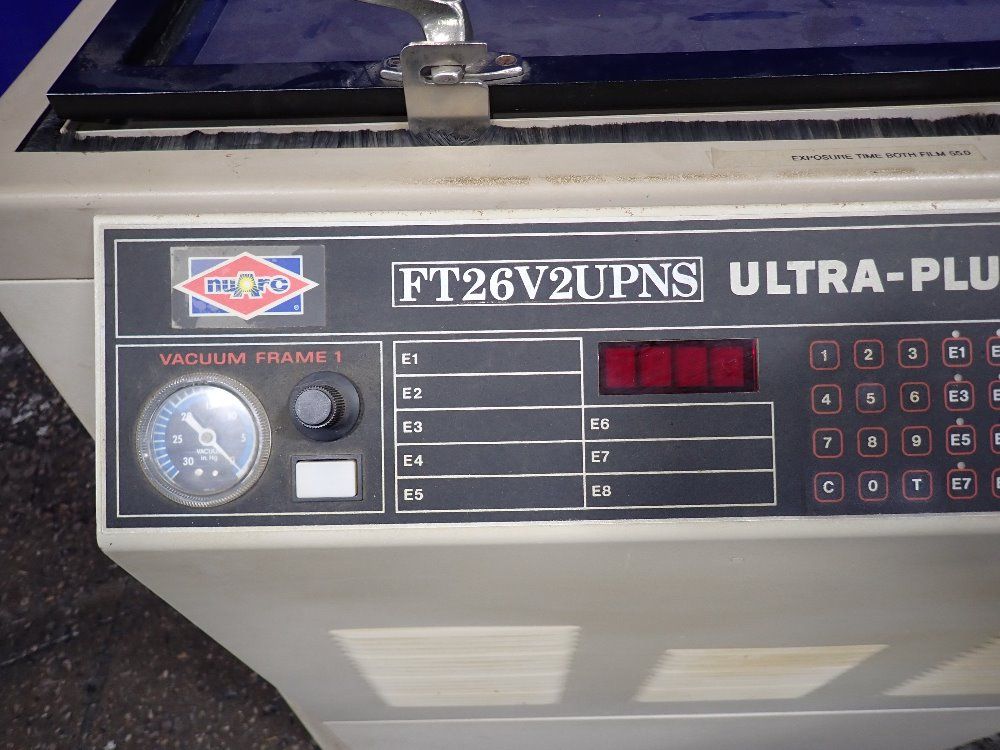 EXPOSURE TIME BOTH FILM 55.0
nuArc
®
FT26V2UPNS
ULTRA-PLU
VACUUM FRAME 1
20
10
25
5
30
VACUUM
in. Hg
E1
E2
E3
E4
E5
E6
E7
E8
1 2 3 E1
4 5 6 E3
7 8 9 E5
C 0 T E7